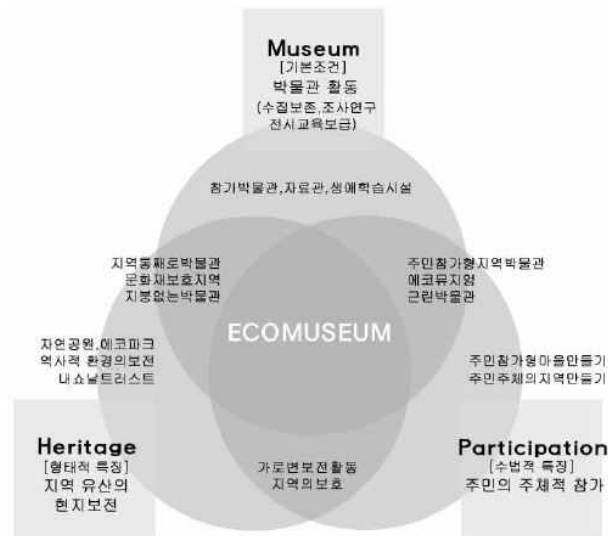 Museum
[기본조건]
박물관 활동
(수집보존,조사연구
전시교육보급)
참가박물관,자료관,생애학습시설
지역통째로박물관
문화재보호지역
지붕없는박물관
주민참가형지역박물관
에코뮤지엄
근린박물관
ECOMUSEUM
자연공원,에코파크
역사적 환경의보전
내쇼날트러스트
주민참가형마을만들기
주민주체의지역만들기
Heritage
[형태적 특징]
지역 유산의
현지보전
가로변보전활동
지역의보호
Participation
[수법적 특징]
주민의 주체적 참가